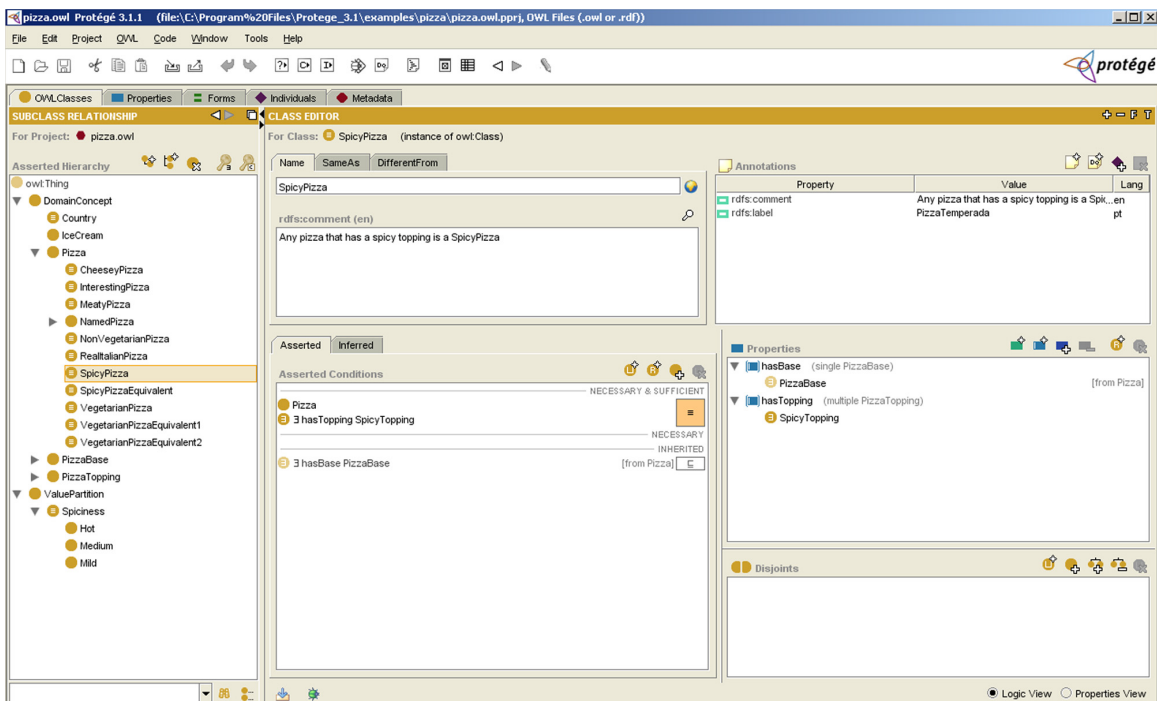 pizza.owl Protégé 3.1.1 (file:\C:\Program%20Files\Protege_3.1\examples\pizza\pizza.owl.pprj, OWL Files (.owl or .rdf))
File Edit Project OWL Code Window Tools Help
protégé
OWLClasses Properties Forms Individuals Metadata
SUBCLASS RELATIONSHIP
For Project: pizza.owl
Asserted Hierarchy
owl:Thing
DomainConcept
Country
IceCream
Pizza
CheeseyPizza
InterestingPizza
MeatyPizza
NamedPizza
NonVegetarianPizza
RealItalianPizza
SpicyPizza
SpicyPizzaEquivalent
VegetarianPizza
VegetarianPizzaEquivalent1
VegetarianPizzaEquivalent2
PizzaBase
PizzaTopping
ValuePartition
Spiciness
Hot
Medium
Mild
CLASS EDITOR
F T
For Class: SpicyPizza (instance of owl:Class)
Name SameAs DifferentFrom
SpicyPizza
rdfs:comment (en)
Any pizza that has a spicy topping is a SpicyPizza
Annotations
Property Value Lang
rdfs:comment Any pizza that has a spicy topping is a Spic...en
rdfs:label PizzaTemperada pt
Asserted Inferred
Asserted Conditions
NECESSARY & SUFFICIENT
Pizza
∃ hasTopping SpicyTopping
≡
NECESSARY
INHERITED
∃ hasBase PizzaBase [from Pizza] ⊑
Properties
hasBase (single PizzaBase)
PizzaBase [from Pizza]
hasTopping (multiple PizzaTopping)
SpicyTopping
Disjoints
Logic View Properties View